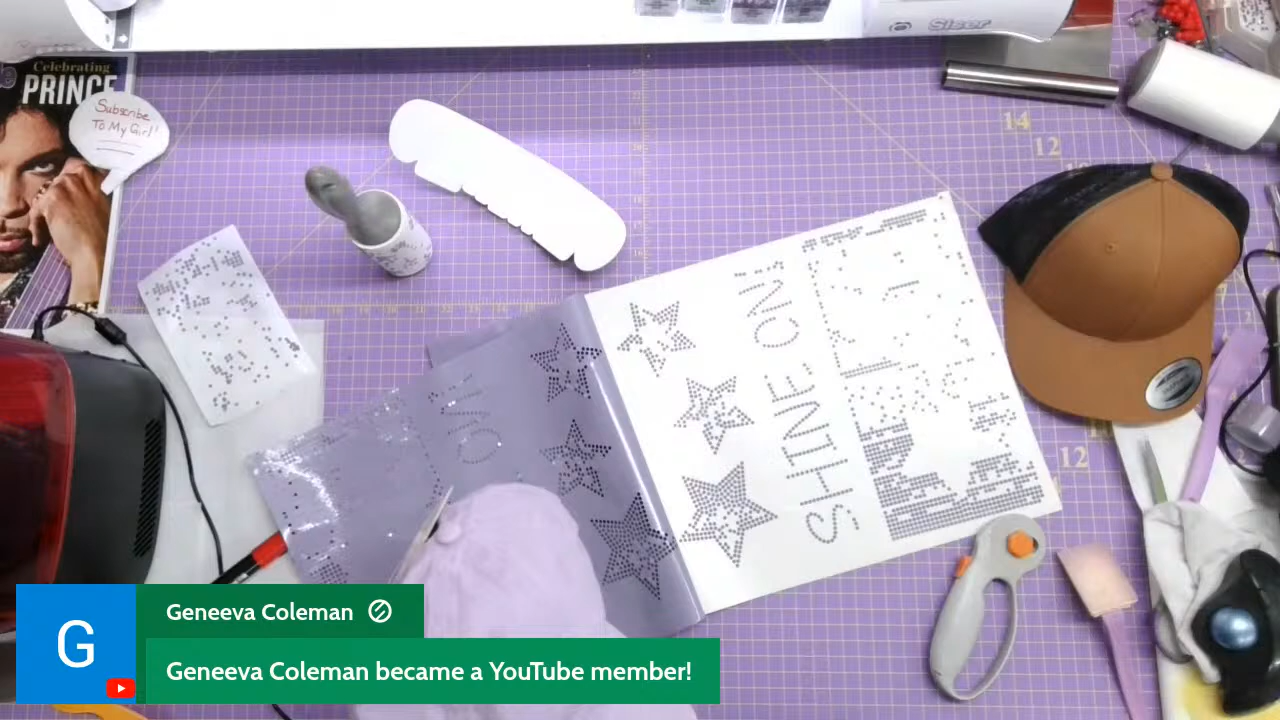 Celebrating
PRINCE
Subscribe
To My Girl!
Siser
14
12
SHINE ON!
12
Geneeva Coleman
G
Geneeva Coleman became a YouTube member!